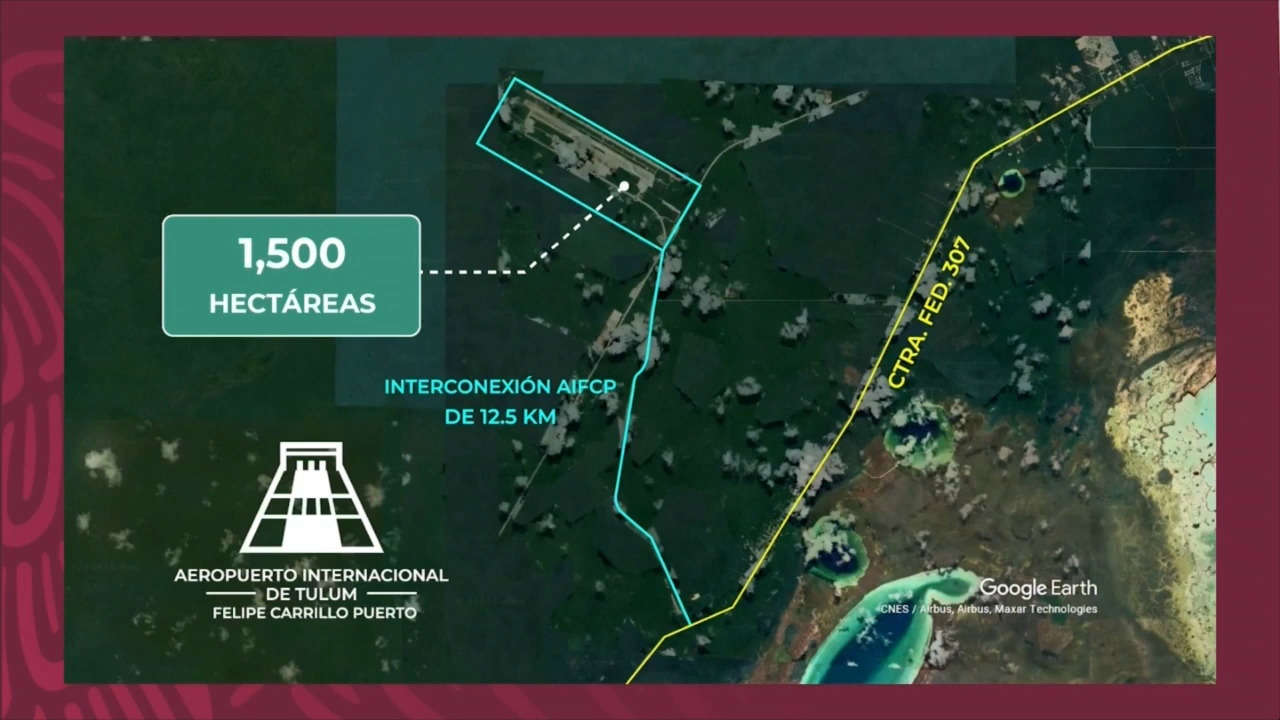 1,500
HECTÁREAS
INTERCONEXIÓN AIFCP
DE 12.5 KM
CTRA. FED. 307
AEROPUERTO INTERNACIONAL
DE TULUM
FELIPE CARRILLO PUERTO
Google Earth
CNES / Airbus, Airbus, Maxar Technologies